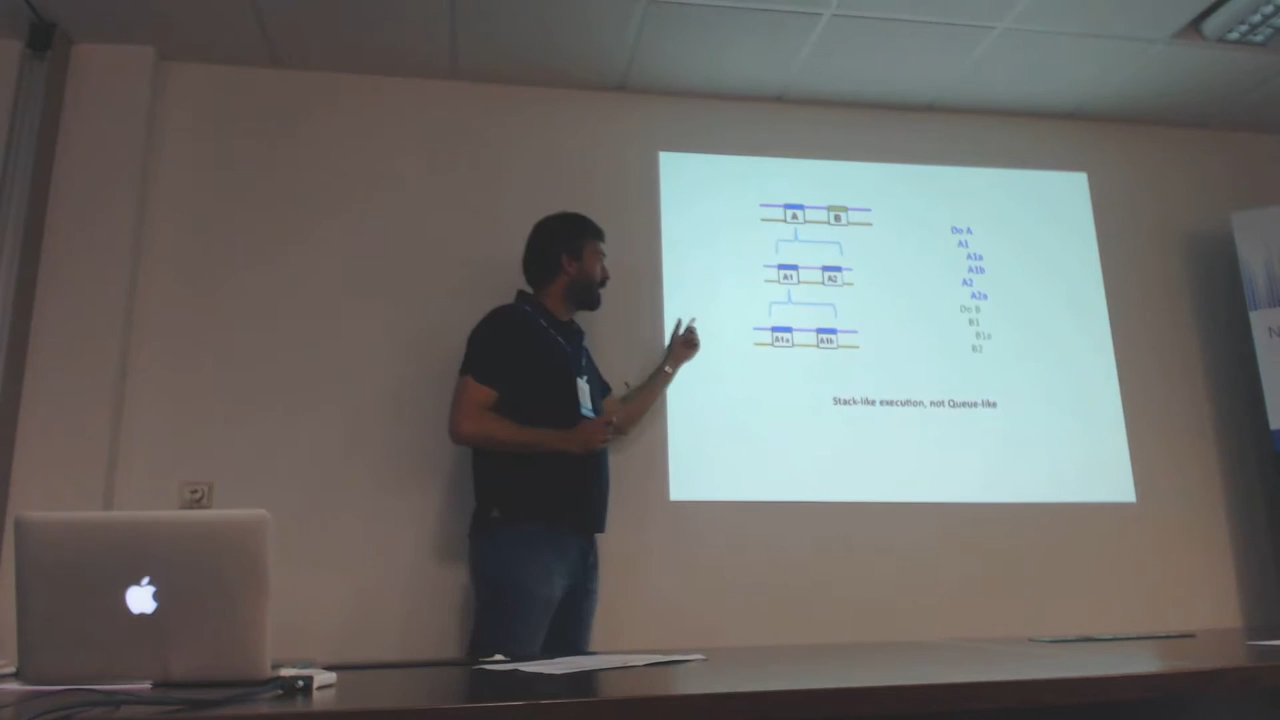 A B
A1 A2
A1a A1b
Do A
A1
A1a
A1b
A2
A2a
Do B
B1
B1a
B2
Stack-like execution, not Queue-like
N